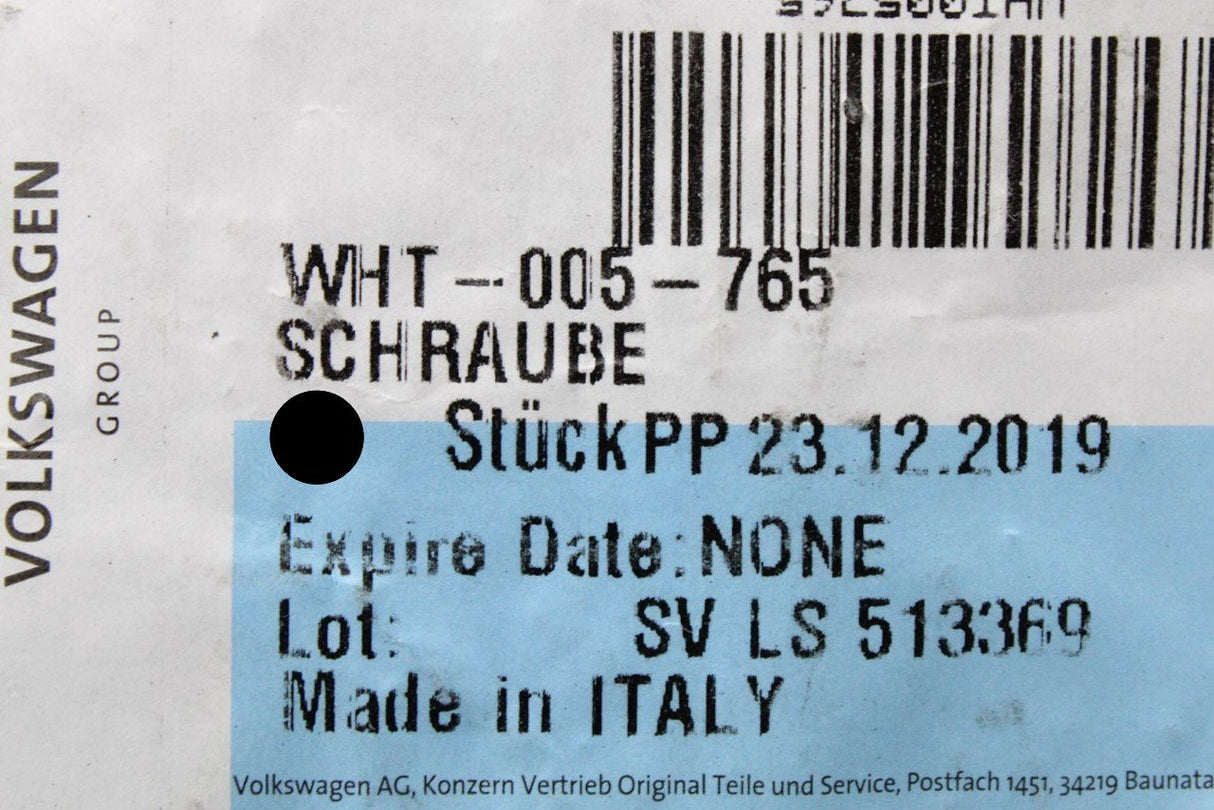 WHT005765
WHT-005-765
SCHRAUBE
Stück PP 23.12.2019
Expire Date: NONE
Lot: SV LS 513369
Made in ITALY
Volkswagen AG, Konzern Vertrieb Original Teile und Service, Postfach 1451, 34219 Baunata
VOLKSWAGEN
GROUP